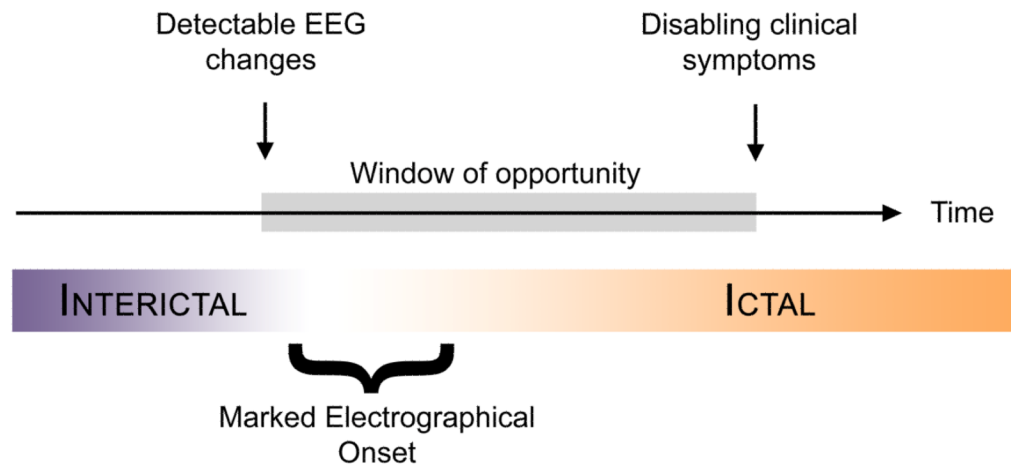 Detectable EEG
changes
Disabling clinical
symptoms
Window of opportunity
Time
INTERICTAL
ICTAL
Marked Electrographical
Onset